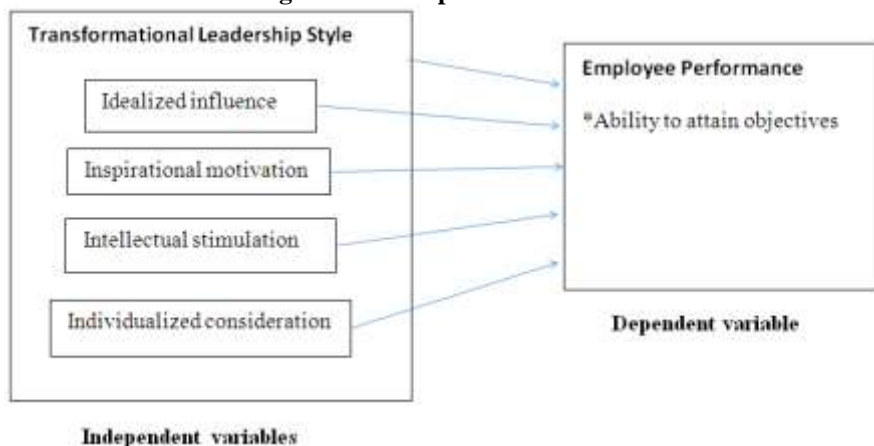 Transformational Leadership Style
Idealized influence
Inspirational motivation
Intellectual stimulation
Individualized consideration
Independent variables
Employee Performance
*Ability to attain objectives
Dependent variable